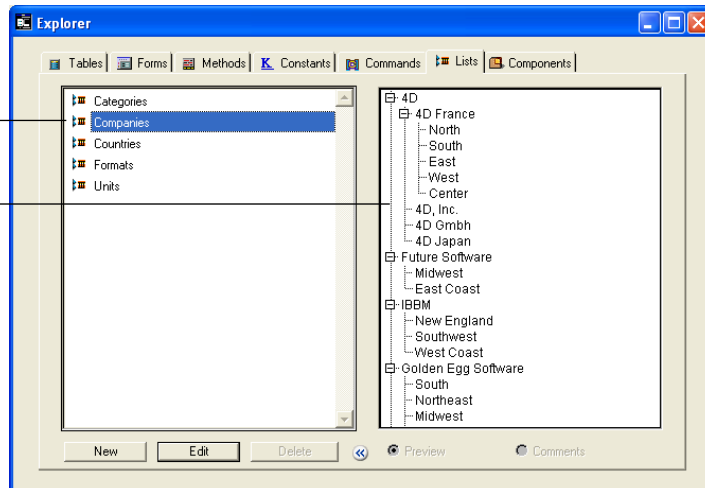 Explorer
Tables Forms Methods K Constants Commands Lists Components
Categories
Companies
Countries
Formats
Units
4D
4D France
North
South
East
West
Center
4D, Inc.
4D Gmbh
4D Japan
Future Software
Midwest
East Coast
IBBM
New England
Southwest
West Coast
Golden Egg Software
South
Northeast
Midwest
New Edit Delete Preview Comments